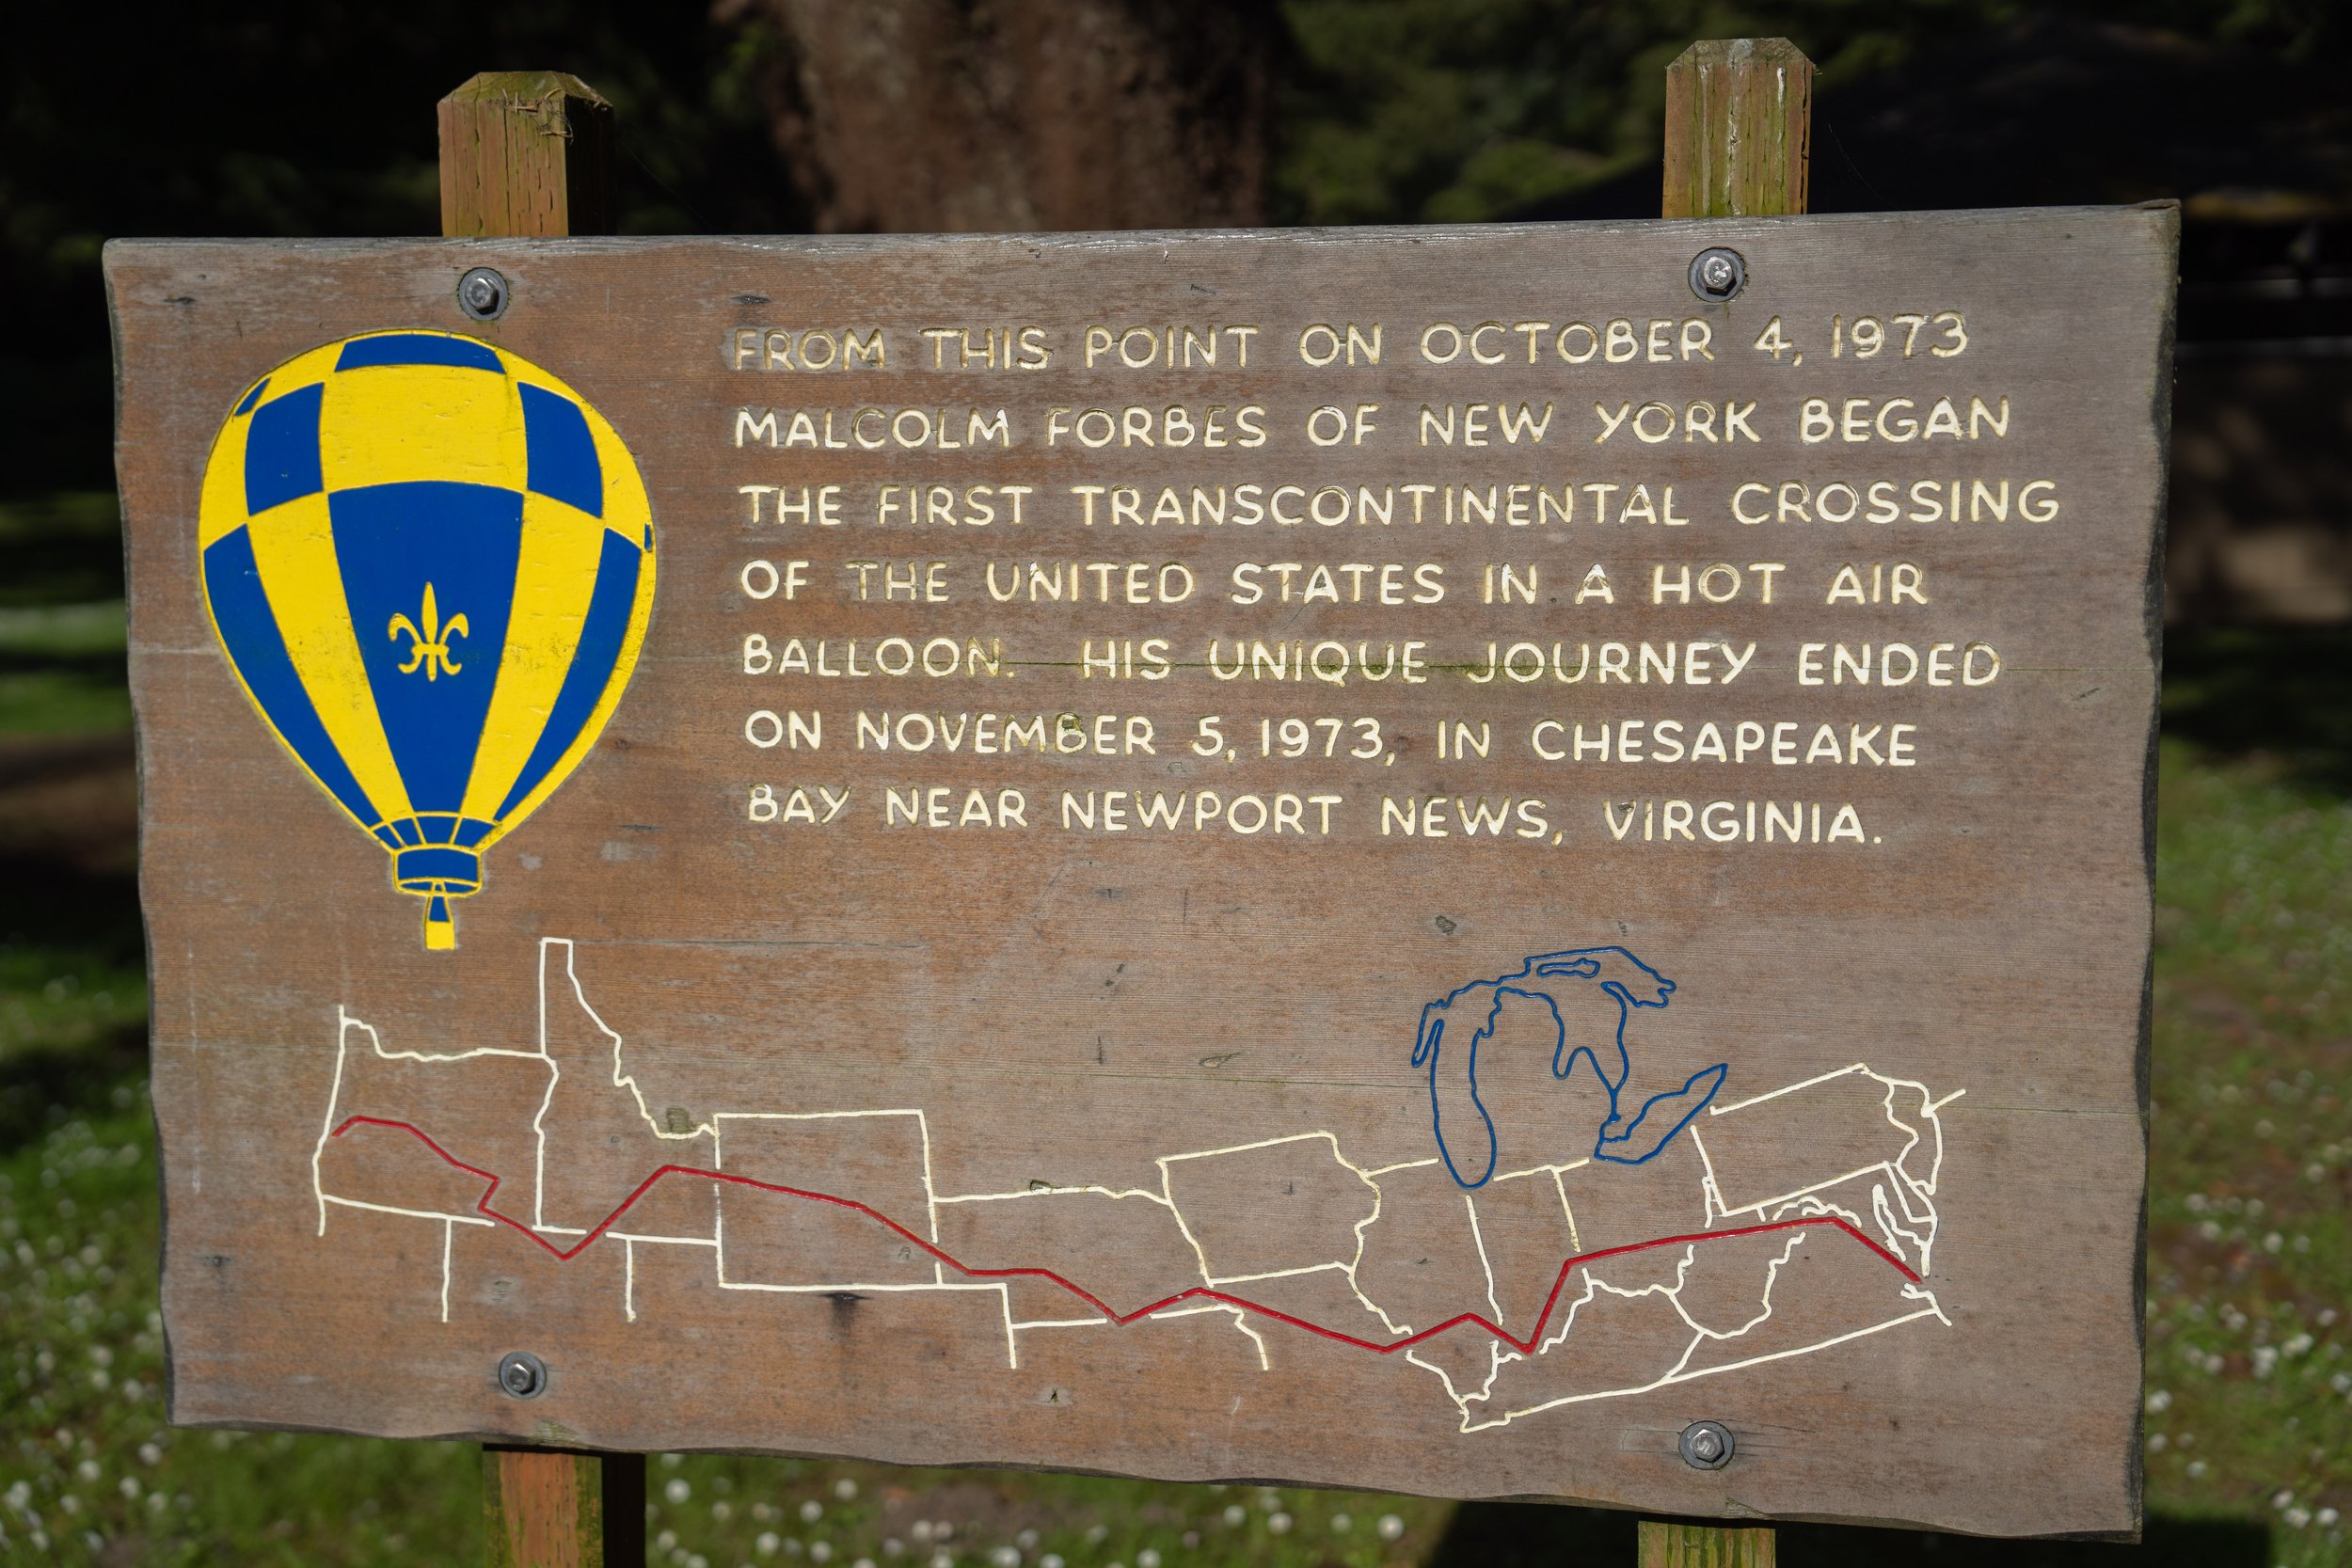 FROM THIS POINT ON OCTOBER 4, 1973
MALCOLM FORBES OF NEW YORK BEGAN
THE FIRST TRANSCONTINENTAL CROSSING
OF THE UNITED STATES IN A HOT AIR
BALLOON. HIS UNIQUE JOURNEY ENDED
ON NOVEMBER 5, 1973, IN CHESAPEAKE
BAY NEAR NEWPORT NEWS, VIRGINIA.